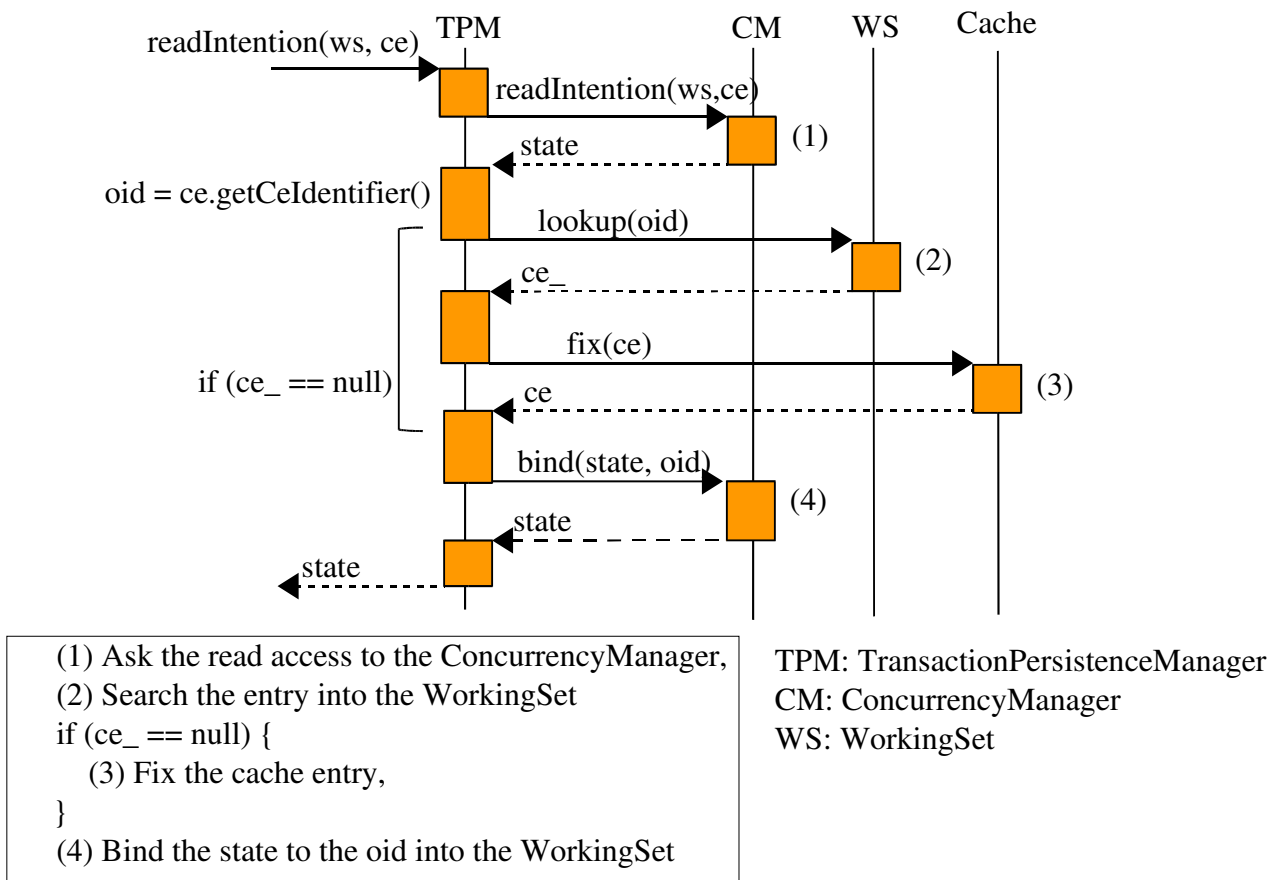 TPM CM WS Cache
readIntention(ws, ce)
readIntention(ws,ce)
(1)
state
oid = ce.getCeIdentifier()
lookup(oid)
(2)
ce_
fix(ce)
if (ce_ == null)
(3)
ce
bind(state, oid)
(4)
state
state
(1) Ask the read access to the ConcurrencyManager,
(2) Search the entry into the WorkingSet
if (ce_ == null) {
(3) Fix the cache entry,
}
(4) Bind the state to the oid into the WorkingSet
TPM: TransactionPersistenceManager
CM: ConcurrencyManager
WS: WorkingSet